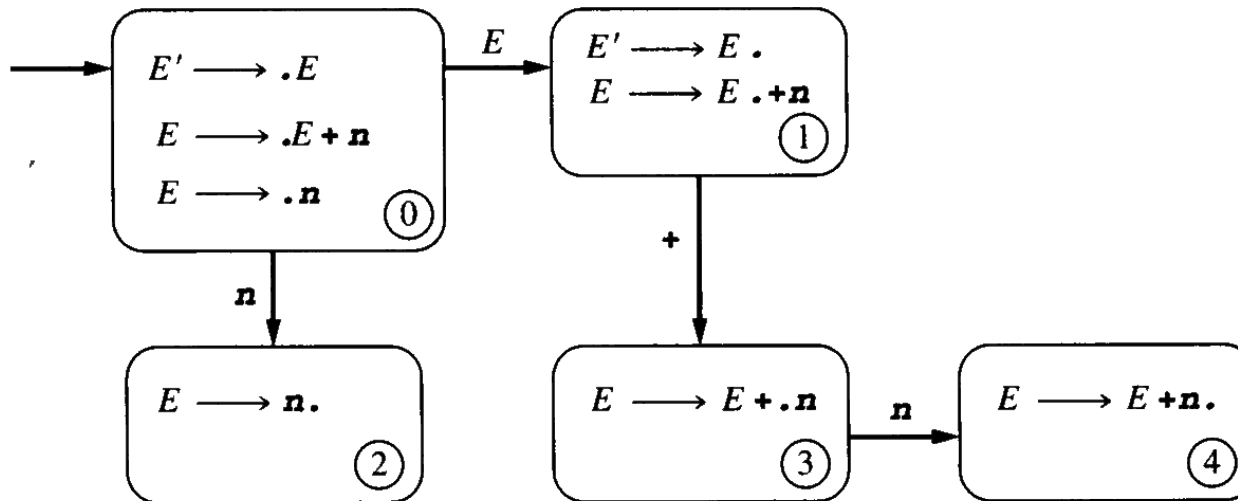 E' ⟶ .E
E ⟶ .E + n
E ⟶ .n
0
E
E' ⟶ E .
E ⟶ E .+n
1
n
+
E ⟶ n.
2
E ⟶ E + .n
3
n
E ⟶ E +n.
4